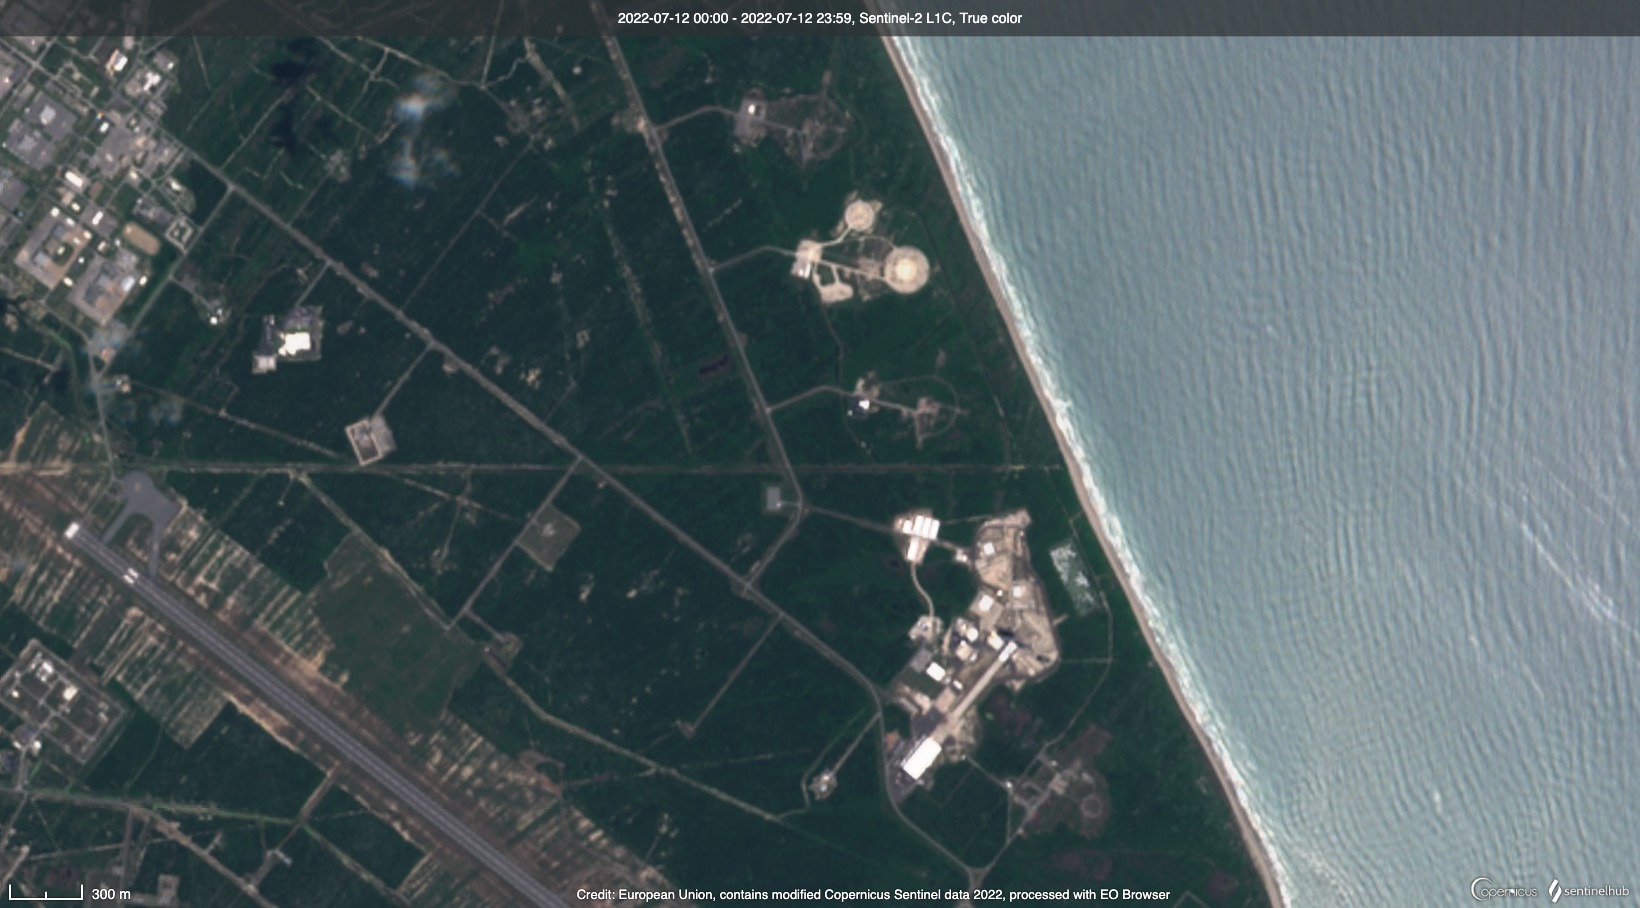 2022-07-12 00:00 - 2022-07-12 23:59, Sentinel-2 L1C, True color
300 m
Credit: European Union, contains modified Copernicus Sentinel data 2022, processed with EO Browser
Copernicus
sentinelhub